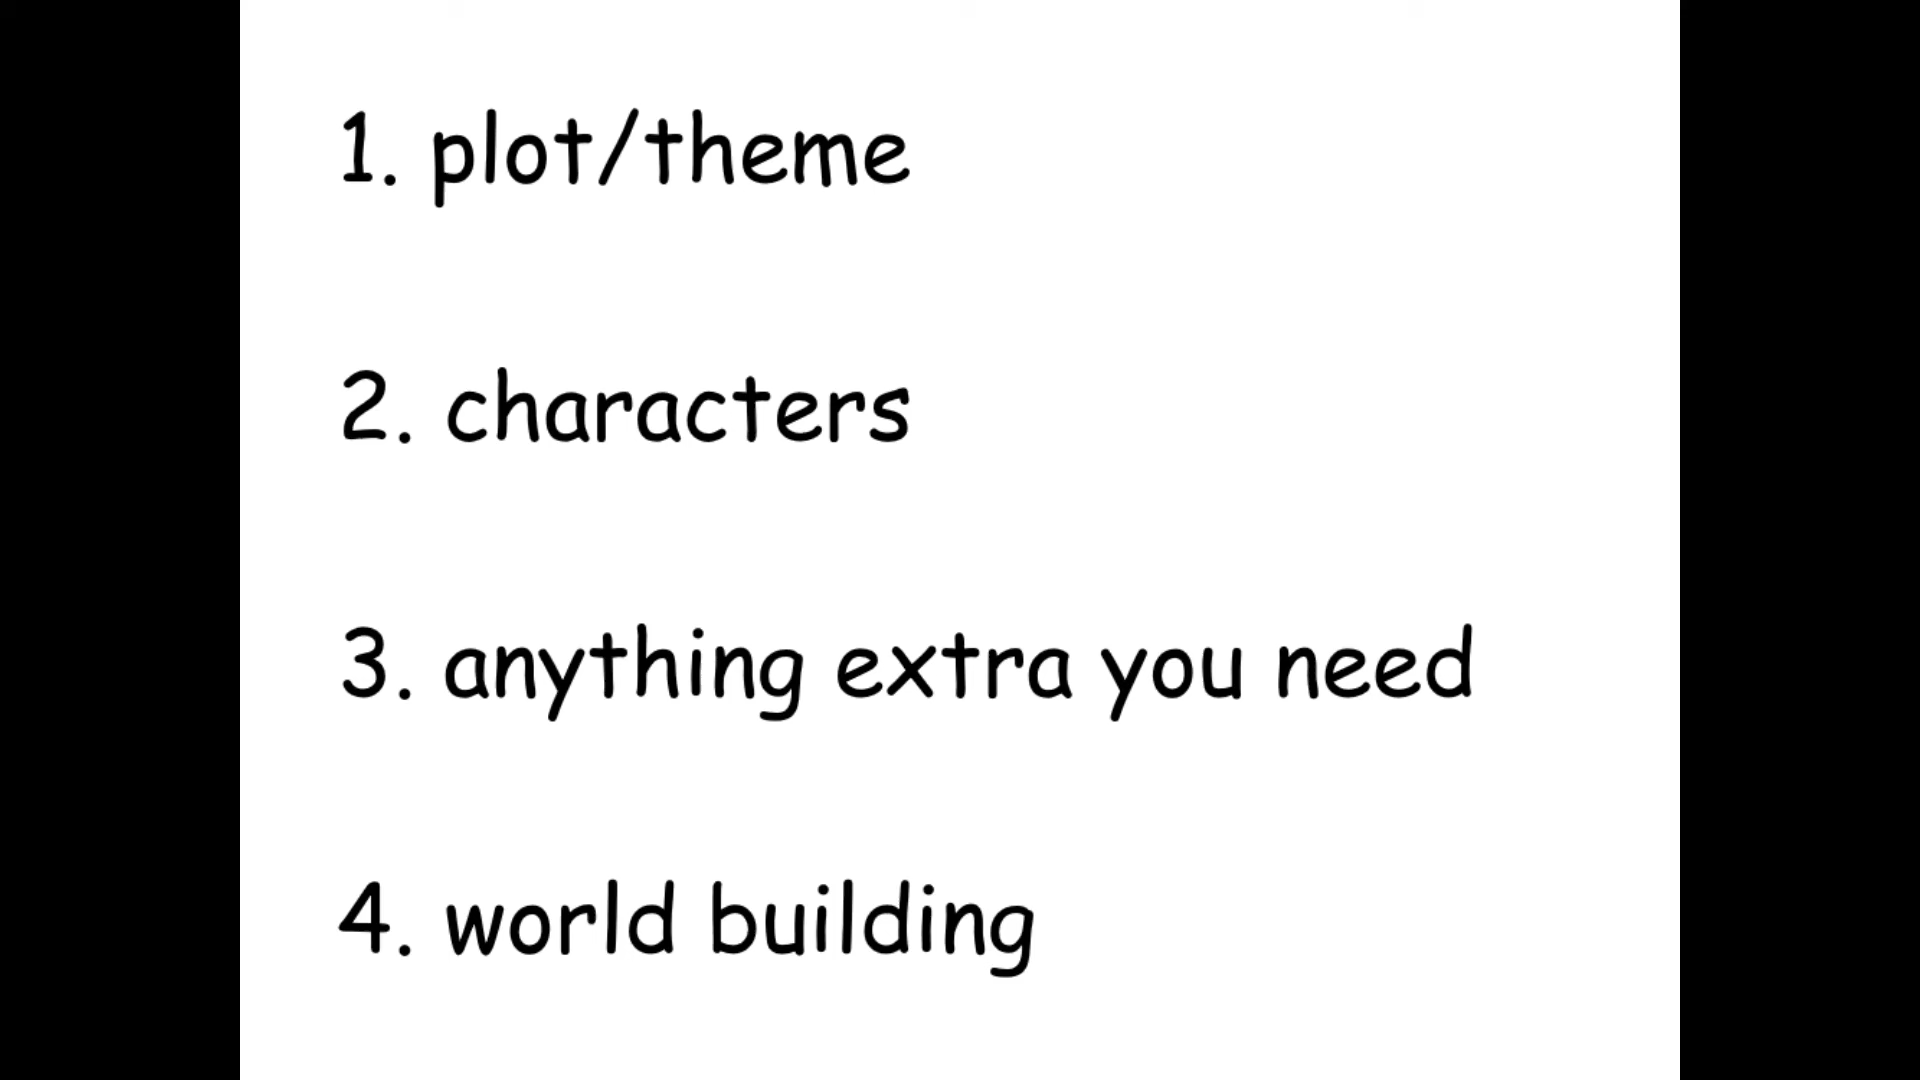 1. plot/theme
2. characters
3. anything extra you need
4. world building